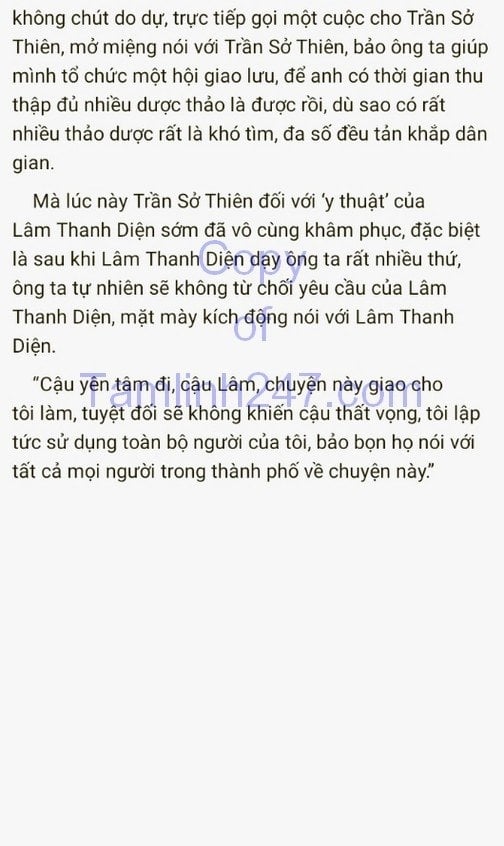 không chút do dự, trực tiếp gọi một cuộc cho Trần Sở
Thiên, mở miệng nói với Trần Sở Thiên, bảo ông ta giúp
mình tổ chức một hội giao lưu, để anh có thời gian thu
thập đủ nhiều dược thảo là được rồi, dù sao có rất
nhiều thảo dược rất là khó tìm, đa số đều tản khắp dân
gian.
Mà lúc này Trần Sở Thiên đối với ‘y thuật’ của
Lâm Thanh Diện sớm đã vô cùng khâm phục, đặc biệt
là sau khi Lâm Thanh Diện dạy ông ta rất nhiều thứ,
ông ta tự nhiên sẽ không từ chối yêu cầu của Lâm
Thanh Diện, mặt mày kích động nói với Lâm Thanh
Diện.
“Cậu yên tâm đi, cậu Lâm, chuyện này giao cho
tôi làm, tuyệt đối sẽ không khiến cậu thất vọng, tôi lập
tức sử dụng toàn bộ người của tôi, bảo bọn họ nói với
tất cả mọi người trong thành phố về chuyện này.”
Copy
of
Tamlinh247.com